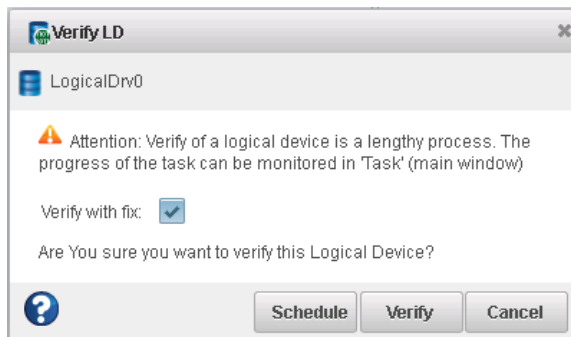 Verify LD
LogicalDrv0
Attention: Verify of a logical device is a lengthy process. The
progress of the task can be monitored in 'Task' (main window)
Verify with fix:
Are You sure you want to verify this Logical Device?
Schedule Verify Cancel